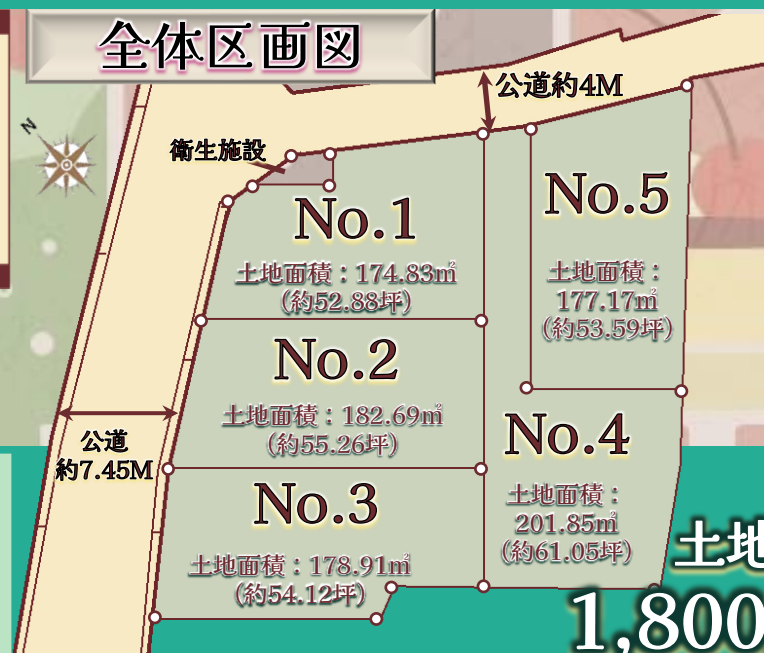 全体区画図
公道約4M
N
衛生施設
No.1
土地面積：174.83㎡
(約52.88坪)
No.5
土地面積：
177.17㎡
(約53.59坪)
No.2
土地面積：182.69㎡
(約55.26坪)
公道
約7.45M
No.4
土地面積：
201.85㎡
(約61.05坪)
No.3
土地面積：178.91㎡
(約54.12坪)
土地
1,800